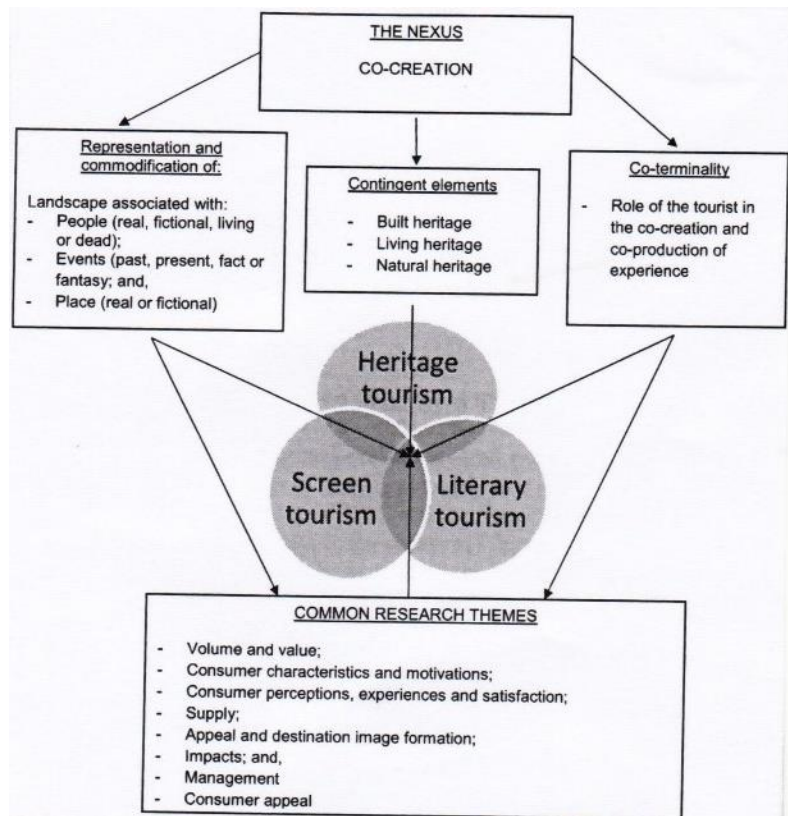 THE NEXUS
CO-CREATION
Representation and
commodification of:
Landscape associated with:
- People (real, fictional, living
or dead);
- Events (past, present, fact or
fantasy; and,
- Place (real or fictional)
Contingent elements
- Built heritage
- Living heritage
- Natural heritage
Co-terminality
- Role of the tourist in
the co-creation and
co-production of
experience
Heritage
tourism
Screen
tourism
Literary
tourism
COMMON RESEARCH THEMES
- Volume and value;
- Consumer characteristics and motivations;
- Consumer perceptions, experiences and satisfaction;
- Supply;
- Appeal and destination image formation;
- Impacts; and,
- Management
- Consumer appeal